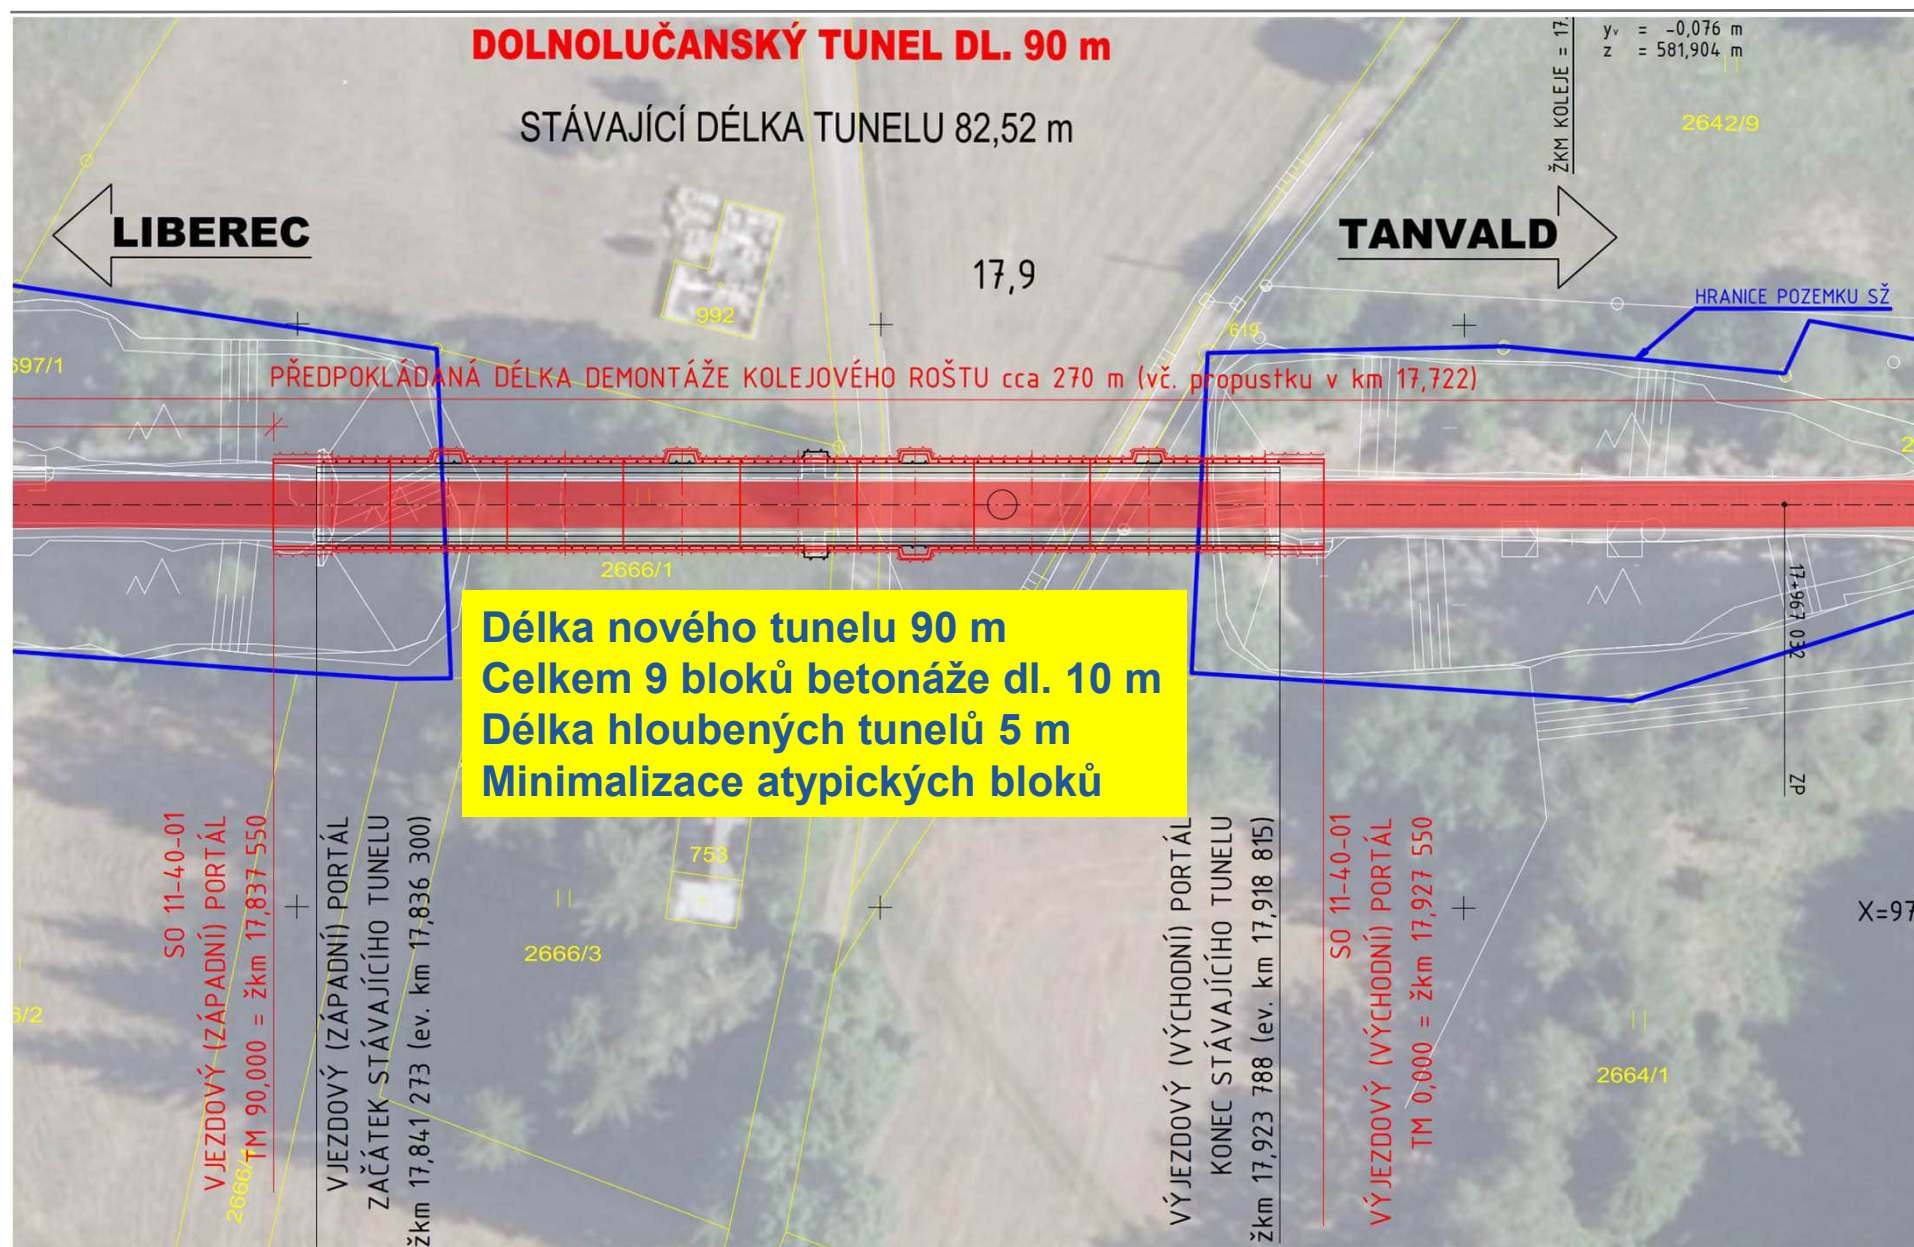 DOLNOLUČANSKÝ TUNEL DL. 90 m
STÁVAJÍCÍ DÉLKA TUNELU 82,52 m
ŽKM KOLEJE = 17.
yv = -0,076 m
z = 581,904 m
2642/9
LIBEREC
TANVALD
17,9
HRANICE POZEMKU SŽ
992
619
697/1
PŘEDPOKLÁDANÁ DÉLKA DEMONTÁŽE KOLEJOVÉHO ROŠTU cca 270 m (vč. propustku v km 17,722)
2
2666/1
17+967 032
ZP
Délka nového tunelu 90 m
Celkem 9 bloků betonáže dl. 10 m
Délka hloubených tunelů 5 m
Minimalizace atypických bloků
SO 11-40-01
VJEZDOVÝ (ZÁPADNÍ) PORTÁL
TM 90,000 = žkm 17,837 550
VJEZDOVÝ (ZÁPADNÍ) PORTÁL
ZAČÁTEK STÁVAJÍCÍHO TUNELU
žkm 17,841 273 (ev. km 17,836 300)
753
2666/3
VÝJEZDOVÝ (VÝCHODNÍ) PORTÁL
KONEC STÁVAJÍCÍHO TUNELU
žkm 17,923 788 (ev. km 17,918 815)
SO 11-40-01
VÝJEZDOVÝ (VÝCHODNÍ) PORTÁL
TM 0,000 = žkm 17,927 550
X=97
6/2
2664/1